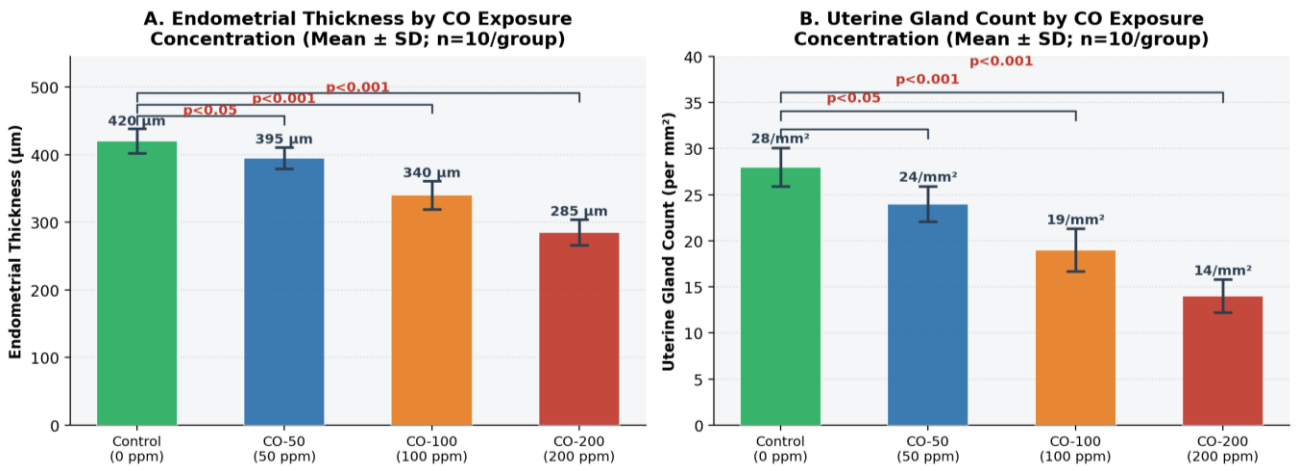 A. Endometrial Thickness by CO Exposure
Concentration (Mean ± SD; n=10/group)
Endometrial Thickness (μm)
500
400
300
200
100
0
p<0.001
p<0.001
p<0.05
420 μm
395 μm
340 μm
285 μm
Control
(0 ppm)
CO-50
(50 ppm)
CO-100
(100 ppm)
CO-200
(200 ppm)
B. Uterine Gland Count by CO Exposure
Concentration (Mean ± SD; n=10/group)
Uterine Gland Count (per mm²)
40
35
30
25
20
15
10
5
0
p<0.001
p<0.001
p<0.05
28/mm²
24/mm²
19/mm²
14/mm²
Control
(0 ppm)
CO-50
(50 ppm)
CO-100
(100 ppm)
CO-200
(200 ppm)